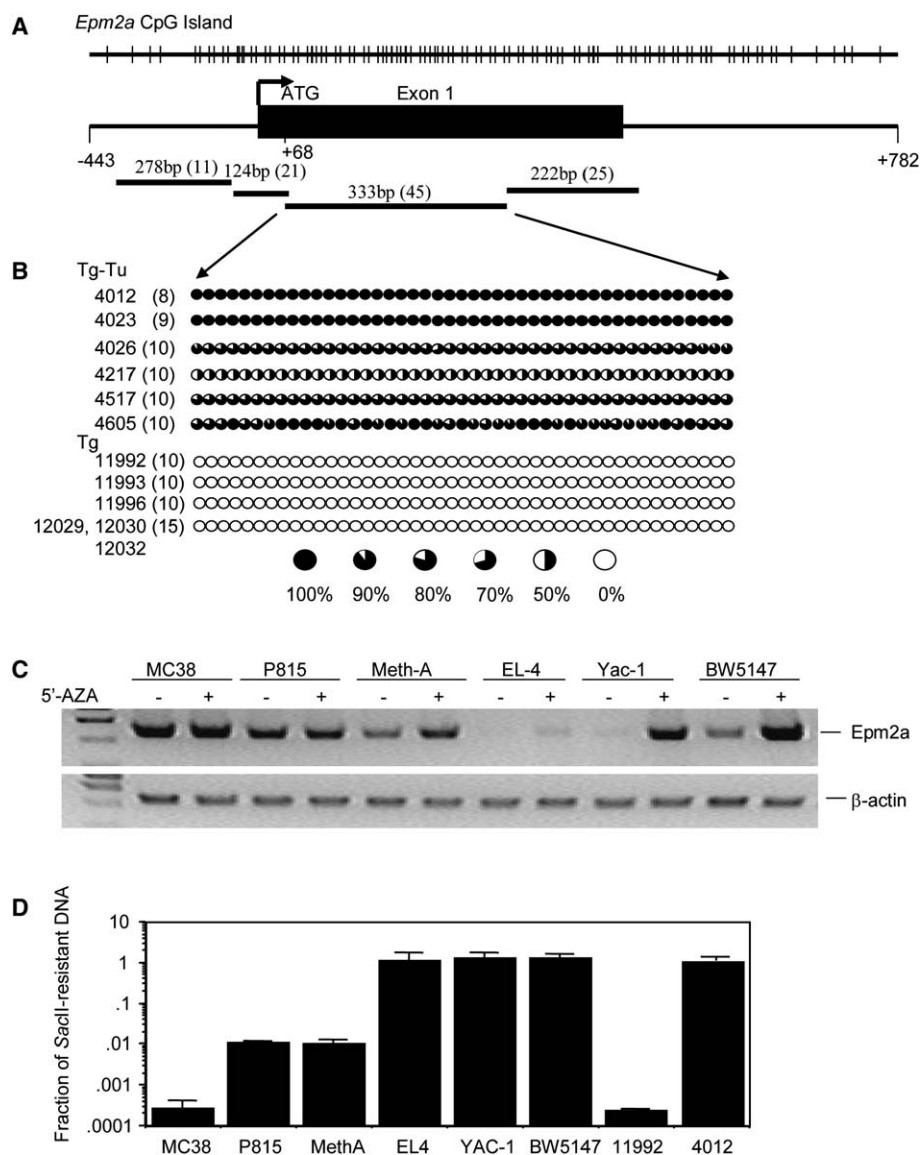 A
Epm2a CpG Island
ATG Exon 1
-443 +68 +782
278bp (11) 124bp (21) 333bp (45) 222bp (25)
B
Tg-Tu
4012 (8)
4023 (9)
4026 (10)
4217 (10)
4517 (10)
4605 (10)
Tg
11992 (10)
11993 (10)
11996 (10)
12029, 12030 (15)
12032
100% 90% 80% 70% 50% 0%
C
MC38 P815 Meth-A EL-4 Yac-1 BW5147
5'-AZA - + - + - + - + - + - +
Epm2a
β-actin
D
Fraction of SacII-resistant DNA
10
1
.1
.01
.001
.0001
MC38 P815 MethA EL4 YAC-1 BW5147 11992 4012